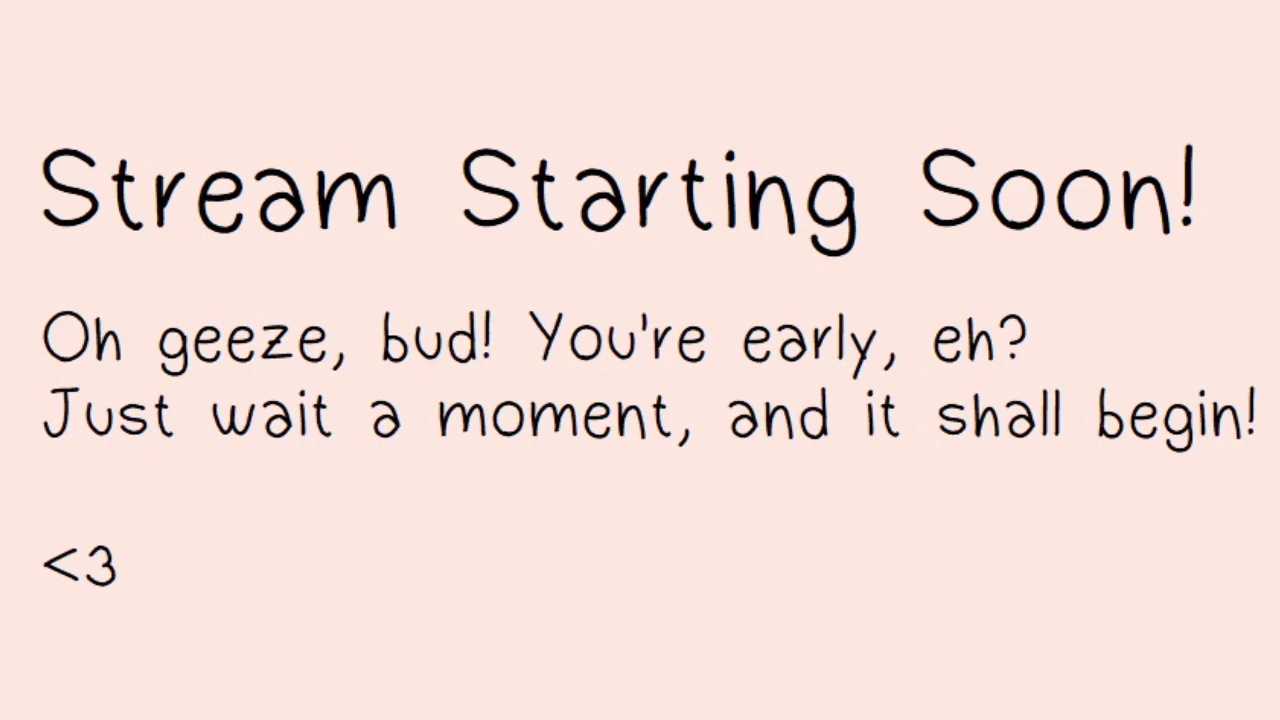 Stream Starting Soon!
Oh geeze, bud! You're early, eh?
Just wait a moment, and it shall begin!
<3